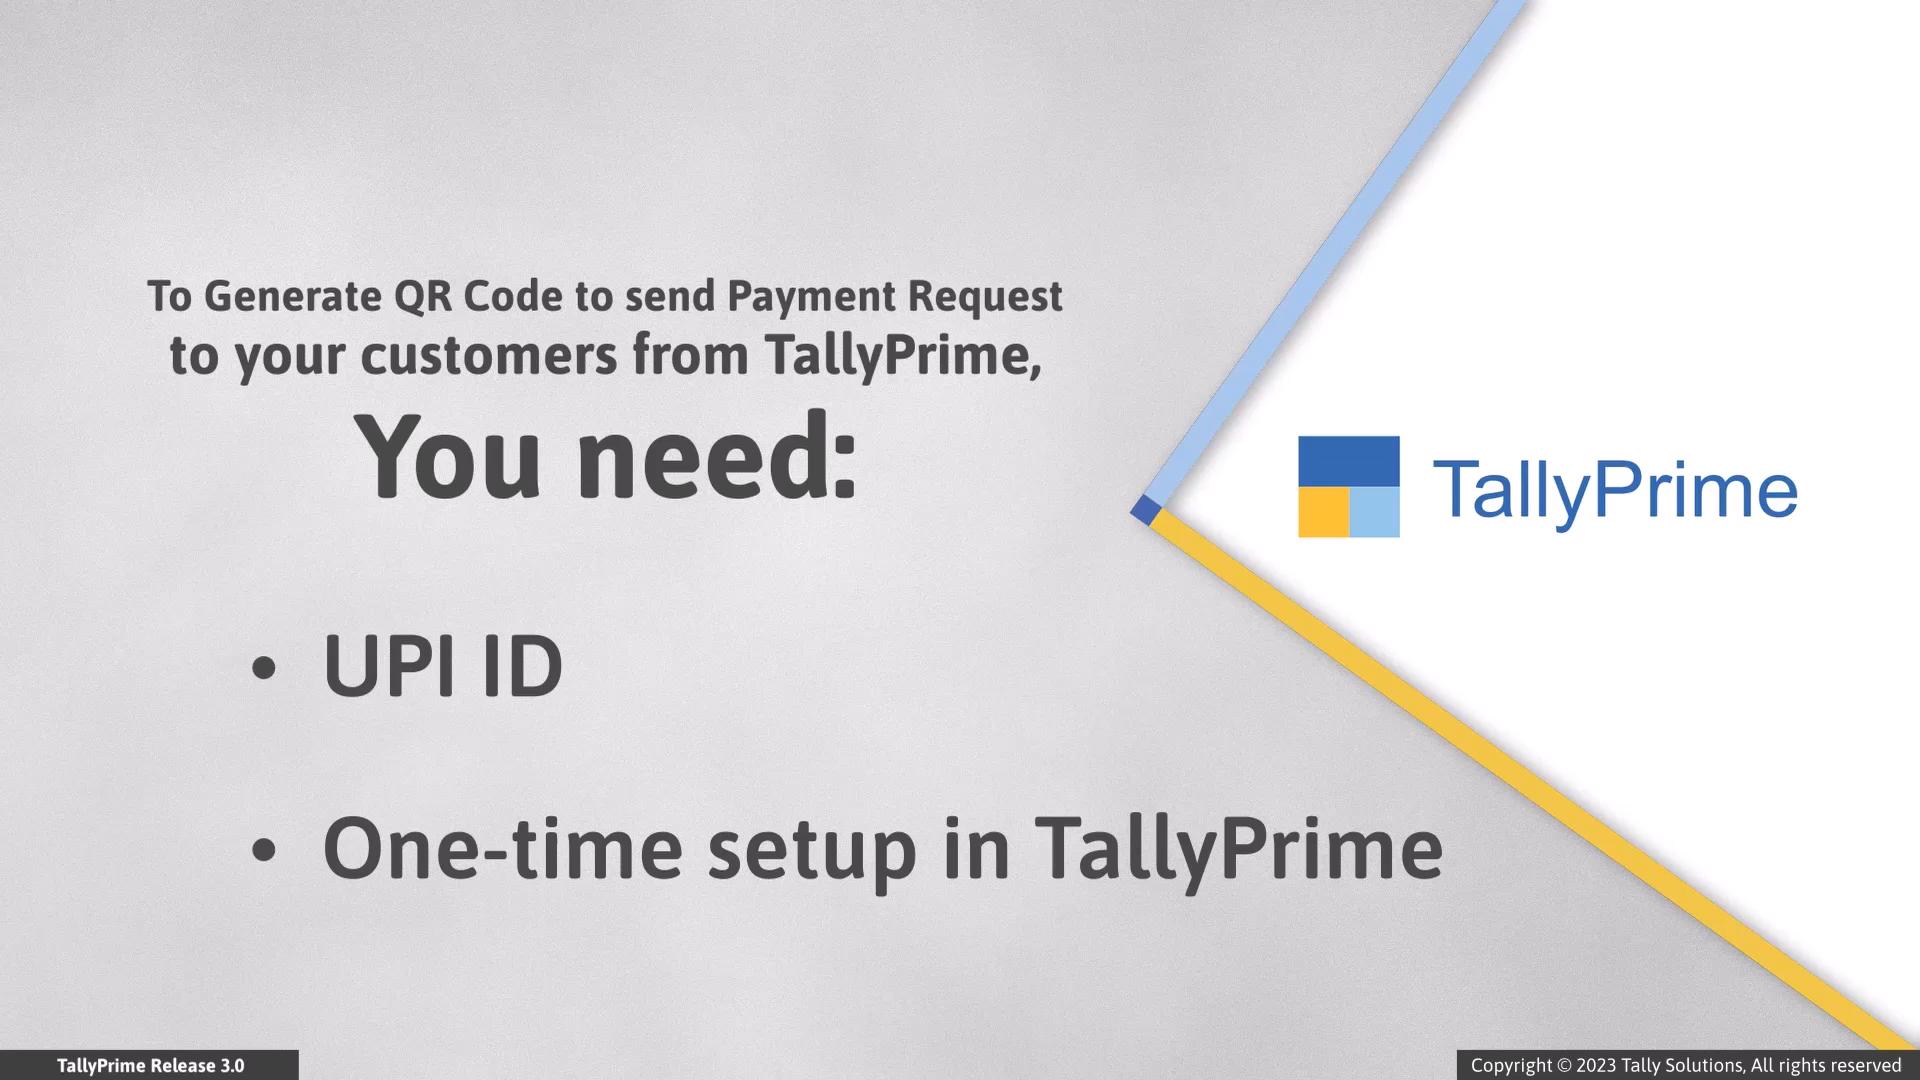 To Generate QR Code to send Payment Request
to your customers from TallyPrime,
You need:
• UPI ID
• One-time setup in TallyPrime
TallyPrime
TallyPrime Release 3.0
Copyright © 2023 Tally Solutions, All rights reserved